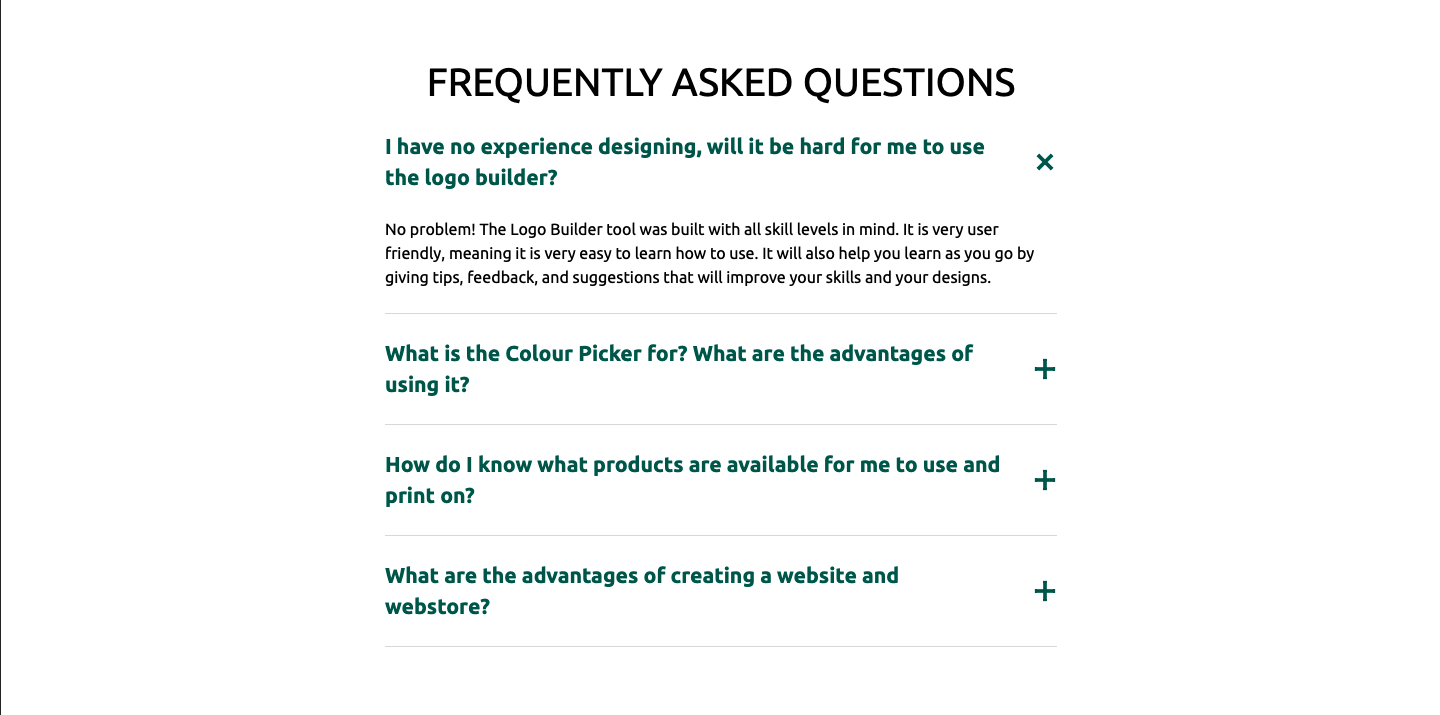 FREQUENTLY ASKED QUESTIONS
I have no experience designing, will it be hard for me to use
the logo builder?
No problem! The Logo Builder tool was built with all skill levels in mind. It is very user
friendly, meaning it is very easy to learn how to use. It will also help you learn as you go by
giving tips, feedback, and suggestions that will improve your skills and your designs.
What is the Colour Picker for? What are the advantages of
using it?
How do I know what products are available for me to use and
print on?
What are the advantages of creating a website and
webstore?